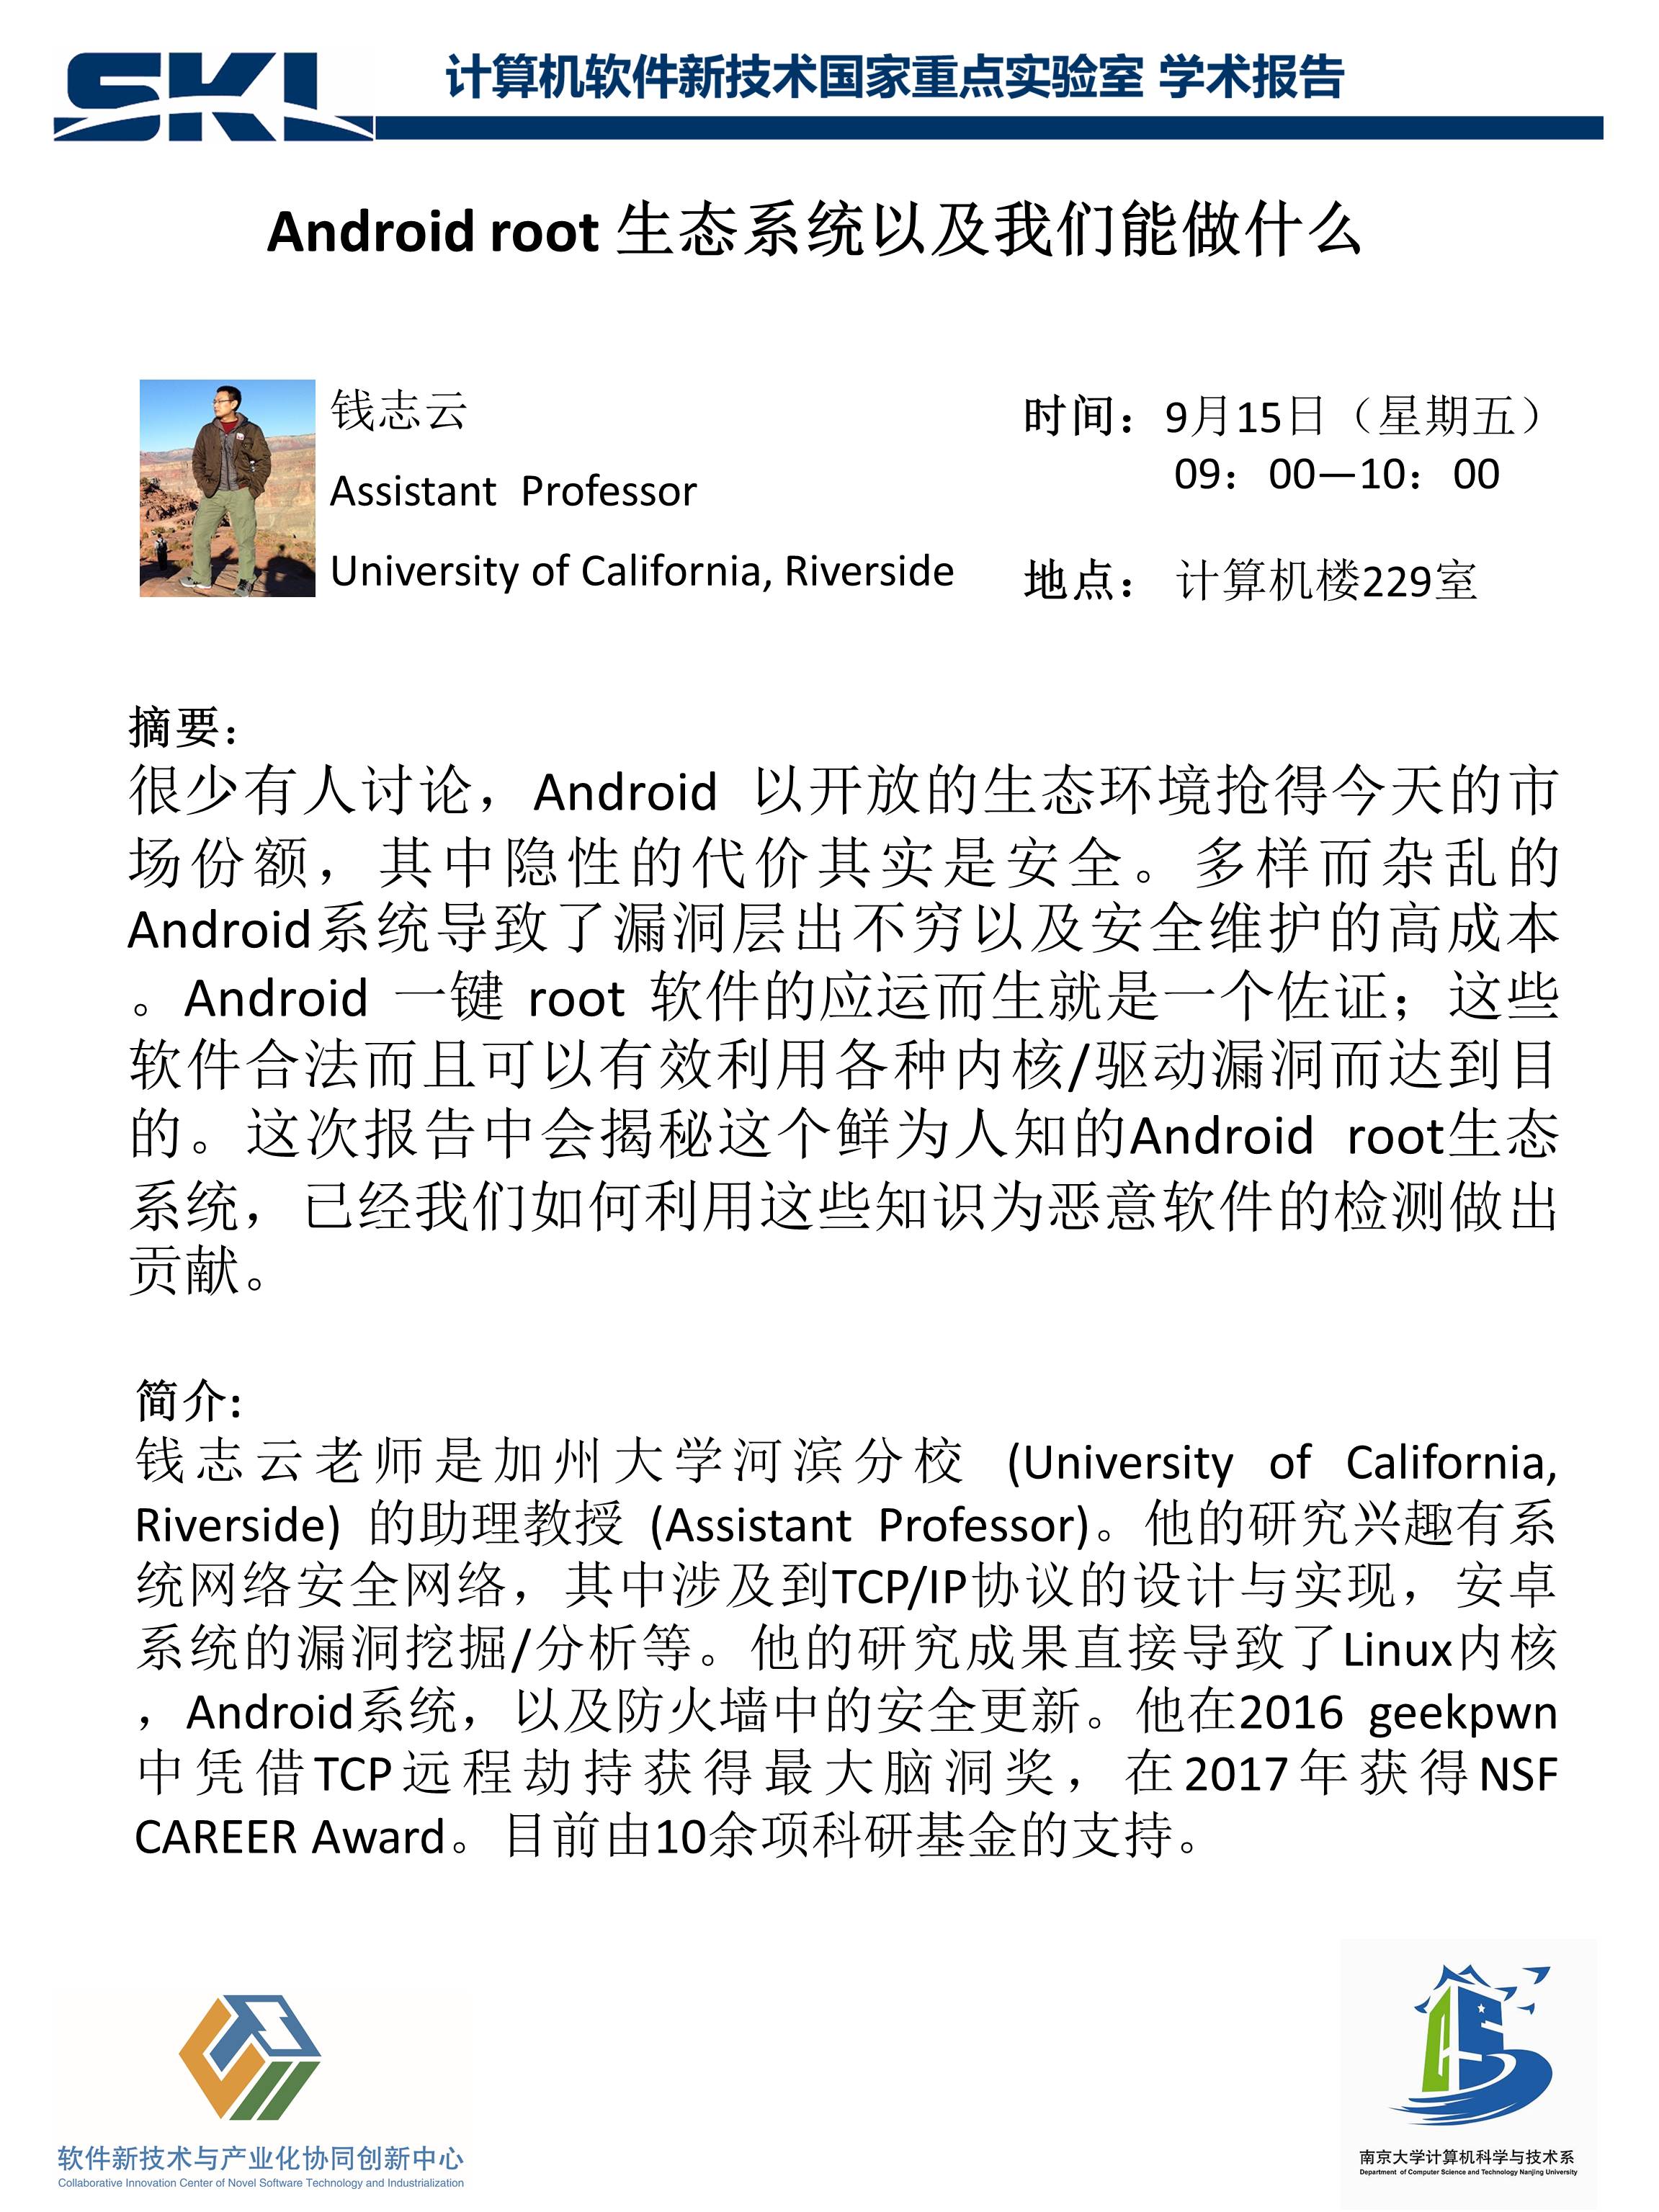 SKL
计算机软件新技术国家重点实验室 学术报告
Android root 生态系统以及我们能做什么
钱志云
Assistant Professor
University of California, Riverside
时间：9月15日（星期五）
09：00—10：00
地点： 计算机楼229室
摘要：
很少有人讨论，Android 以开放的生态环境抢得今天的市
场份额，其中隐性的代价其实是安全。多样而杂乱的
Android系统导致了漏洞层出不穷以及安全维护的高成本
。Android 一键 root 软件的应运而生就是一个佐证；这些
软件合法而且可以有效利用各种内核/驱动漏洞而达到目
的。这次报告中会揭秘这个鲜为人知的Android root生态
系统，已经我们如何利用这些知识为恶意软件的检测做出
贡献。
简介:
钱志云老师是加州大学河滨分校 (University of California,
Riverside) 的助理教授 (Assistant Professor)。他的研究兴趣有系
统网络安全网络，其中涉及到TCP/IP协议的设计与实现，安卓
系统的漏洞挖掘/分析等。他的研究成果直接导致了Linux内核
，Android系统，以及防火墙中的安全更新。他在2016 geekpwn
中凭借TCP远程劫持获得最大脑洞奖，在2017年获得NSF
CAREER Award。目前由10余项科研基金的支持。
软件新技术与产业化协同创新中心
Collaborative Innovation Center of Novel Software Technology and Industrialization
南京大学计算机科学与技术系
Department of Computer Science and Technology Nanjing University